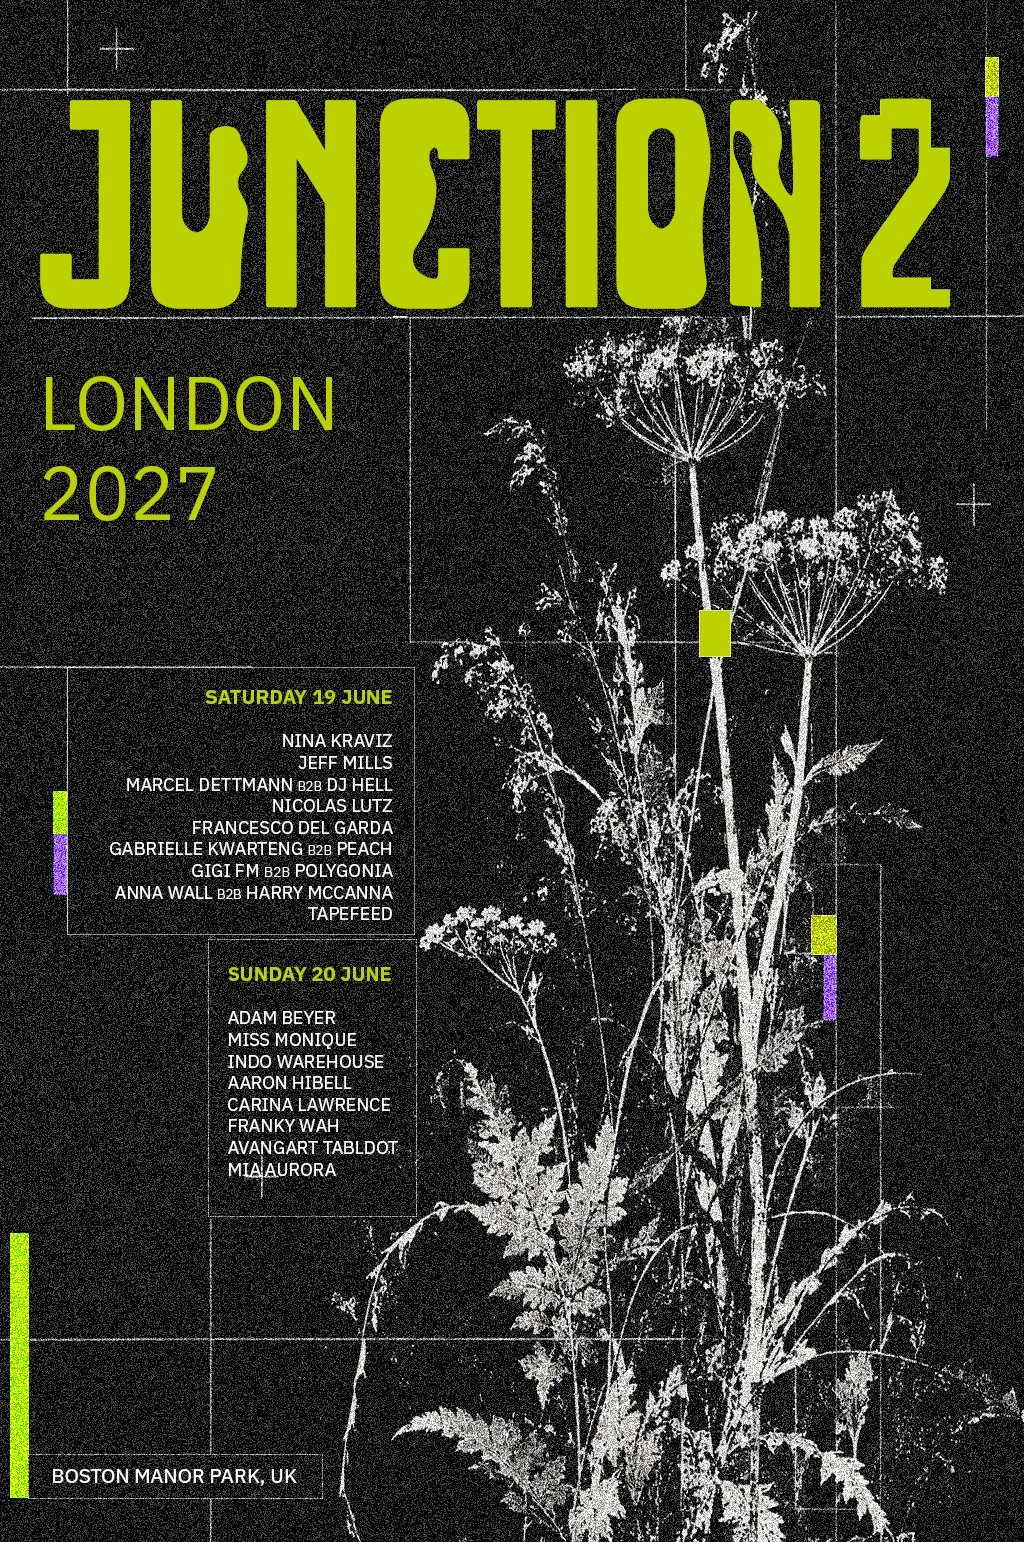 JUNCTION 2
LONDON
2027
SATURDAY 19 JUNE
NINA KRAVIZ
JEFF MILLS
MARCEL DETTMANN B2B DJ HELL
NICOLAS LUTZ
FRANCESCO DEL GARDA
GABRIELLE KWARTENG B2B PEACH
GIGI FM B2B POLYGONIA
ANNA WALL B2B HARRY MCCANNA
TAPEFEED
SUNDAY 20 JUNE
ADAM BEYER
MISS MONIQUE
INDO WAREHOUSE
AARON HIBELL
CARINA LAWRENCE
FRANKY WAH
AVANGART TABLDOT
MIA AURORA
BOSTON MANOR PARK, UK